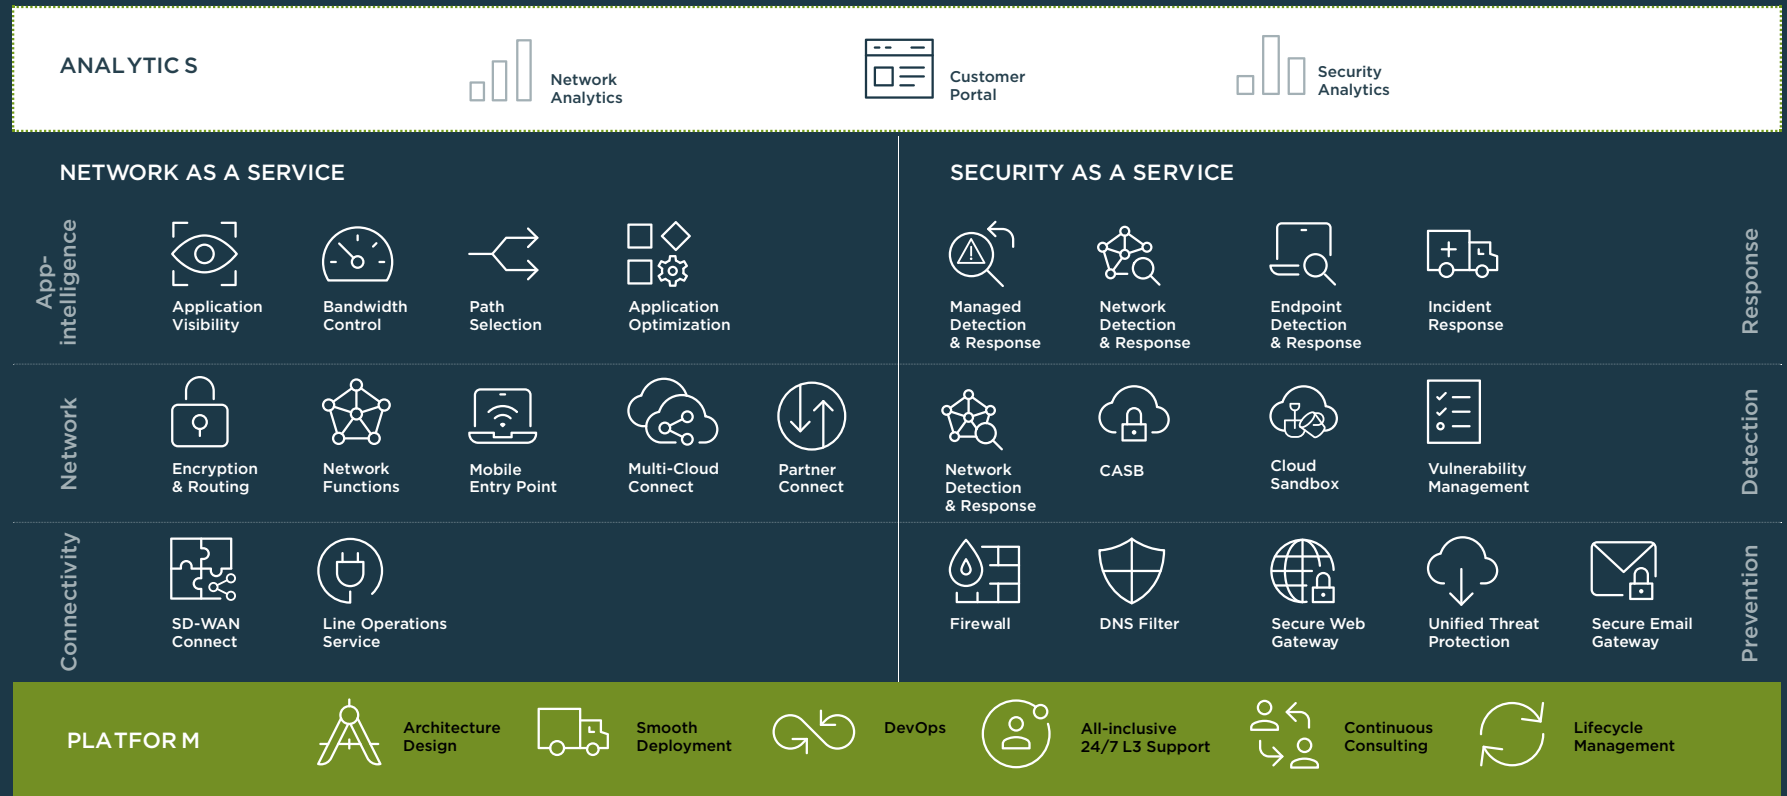 ANALYTICS
Network
Analytics
Customer
Portal
Security
Analytics
NETWORK AS A SERVICE
App-
intelligence
Application
Visibility
Bandwidth
Control
Path
Selection
Application
Optimization
Network
Encryption
& Routing
Network
Functions
Mobile
Entry Point
Multi-Cloud
Connect
Partner
Connect
Connectivity
SD-WAN
Connect
Line Operations
Service
SECURITY AS A SERVICE
Managed
Detection
& Response
Network
Detection
& Response
Endpoint
Detection
& Response
Incident
Response
Response
Network
Detection
& Response
CASB
Cloud
Sandbox
Vulnerability
Management
Detection
Firewall
DNS Filter
Secure Web
Gateway
Unified Threat
Protection
Secure Email
Gateway
Prevention
PLATFORM
Architecture
Design
Smooth
Deployment
DevOps
All-inclusive
24/7 L3 Support
Continuous
Consulting
Lifecycle
Management